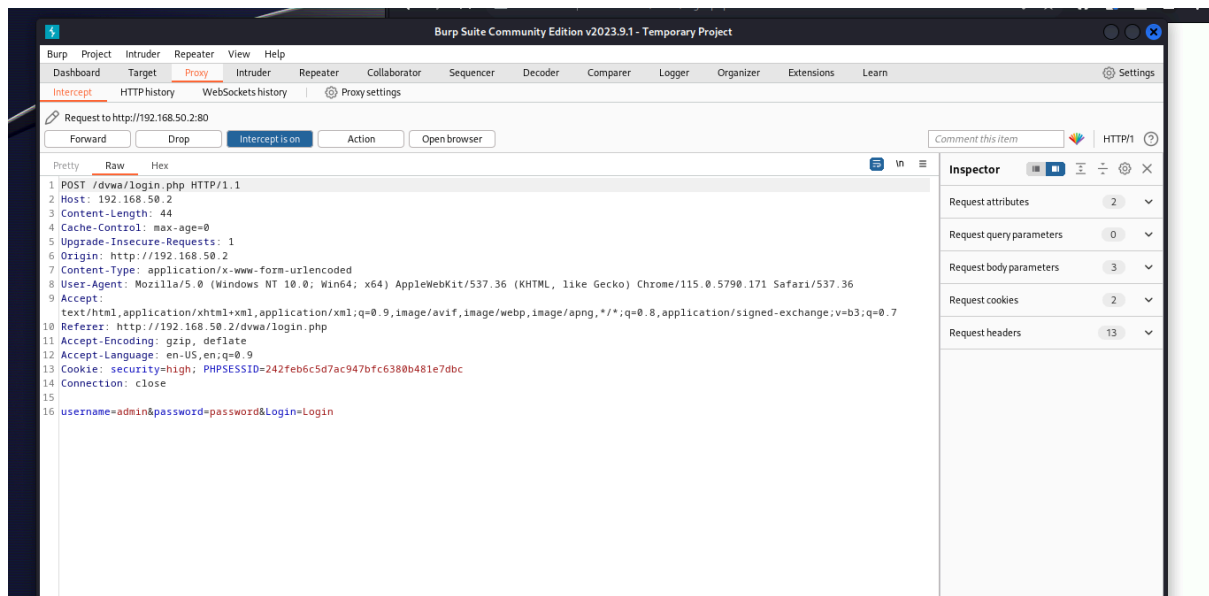 Burp Suite Community Edition v2023.9.1 - Temporary Project
Burp Project Intruder Repeater View Help
Dashboard Target Proxy Intruder Repeater Collaborator Sequencer Decoder Comparer Logger Organizer Extensions Learn Settings
Intercept HTTP history WebSockets history Proxy settings
Request to http://192.168.50.2:80
Forward Drop Intercept is on Action Open browser Comment this item HTTP/1 ?
Pretty Raw Hex \n Inspector
1 POST /dvwa/login.php HTTP/1.1
2 Host: 192.168.50.2
Request attributes 2
3 Content-Length: 44
4 Cache-Control: max-age=0
5 Upgrade-Insecure-Requests: 1
Request query parameters 0
6 Origin: http://192.168.50.2
7 Content-Type: application/x-www-form-urlencoded
Request body parameters 3
8 User-Agent: Mozilla/5.0 (Windows NT 10.0; Win64; x64) AppleWebKit/537.36 (KHTML, like Gecko) Chrome/115.0.5790.171 Safari/537.36
9 Accept:
Request cookies 2
text/html,application/xhtml+xml,application/xml;q=0.9,image/avif,image/webp,image/apng,*/*;q=0.8,application/signed-exchange;v=b3;q=0.7
10 Referer: http://192.168.50.2/dvwa/login.php
Request headers 13
11 Accept-Encoding: gzip, deflate
12 Accept-Language: en-US,en;q=0.9
13 Cookie: security=high; PHPSESSID=242feb6c5d7ac947bfc6380b481e7dbc
14 Connection: close
15
16 username=admin&password=password&Login=Login